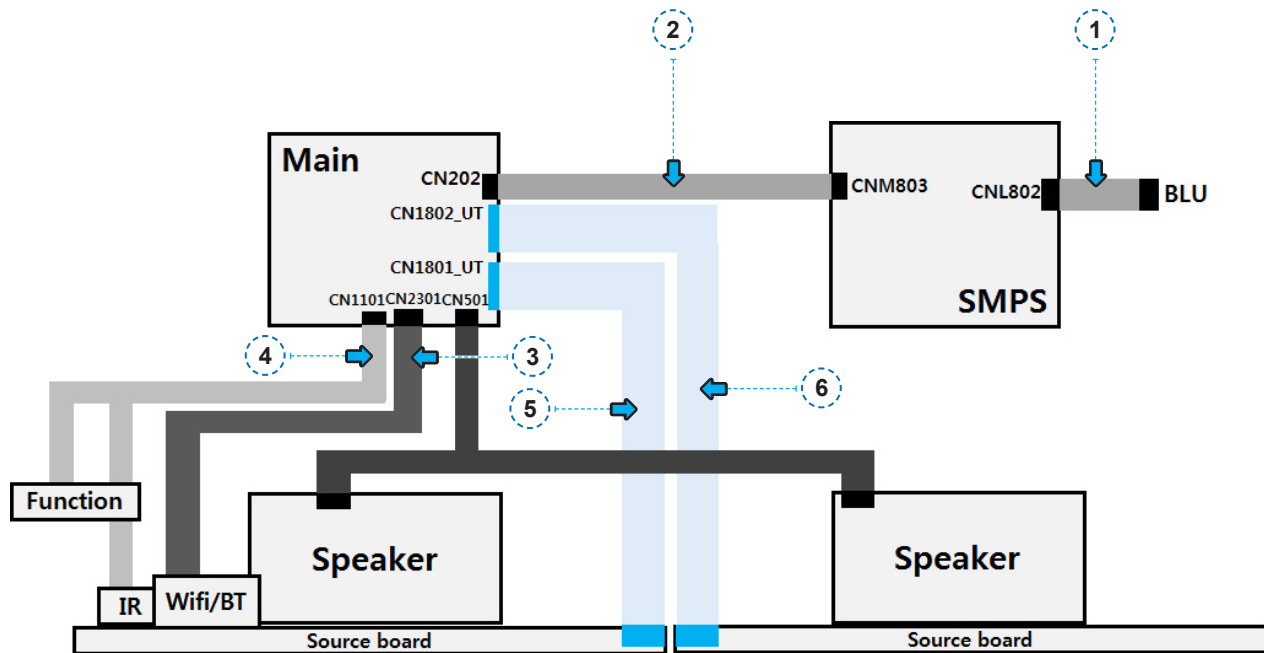 2
1
Main
CN202
CNM803
CNL802
BLU
CN1802_UT
CN1801_UT
SMPS
CN1101
CN2301
CN501
4
3
6
5
Function
Speaker
Speaker
IR
Wifi/BT
Source board
Source board